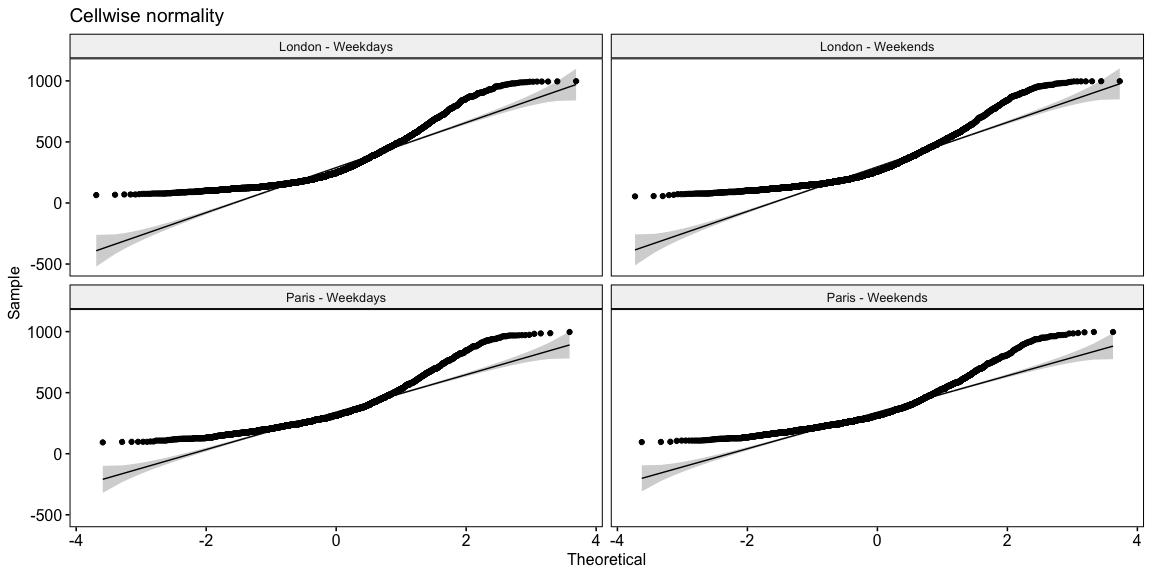 Cellwise normality
London - Weekdays
London - Weekends
1000
500
0
-500
Paris - Weekdays
Paris - Weekends
1000
500
0
-500
Sample
-4 -2 0 2 4 -4 -2 0 2 4
Theoretical